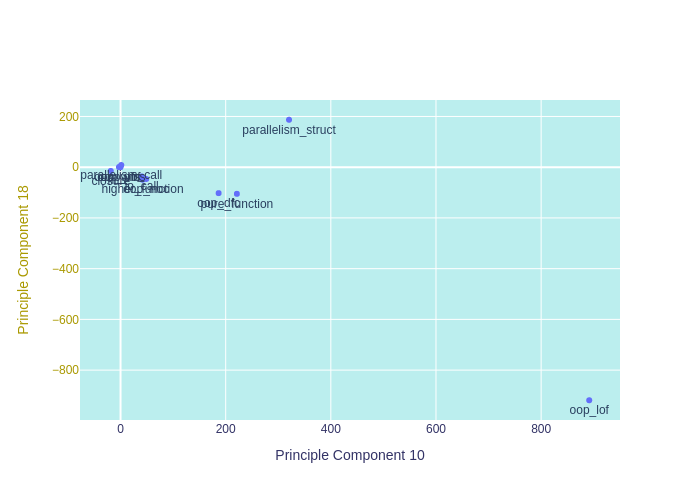 200
0
−200
−400
−600
−800
Principle Component 18
parallelism_struct
parallelism_call
pure_function
oop_lof
0
200
400
600
800
Principle Component 10